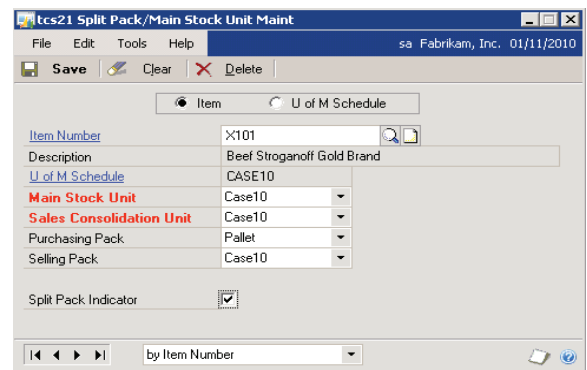 tcs21 Split Pack/Main Stock Unit Maint
File Edit Tools Help sa Fabrikam, Inc. 01/11/2010
Save Clear Delete
Item U of M Schedule
Item Number X101
Description Beef Stroganoff Gold Brand
U of M Schedule CASE10
Main Stock Unit Case10
Sales Consolidation Unit Case10
Purchasing Pack Pallet
Selling Pack Case10
Split Pack Indicator
by Item Number